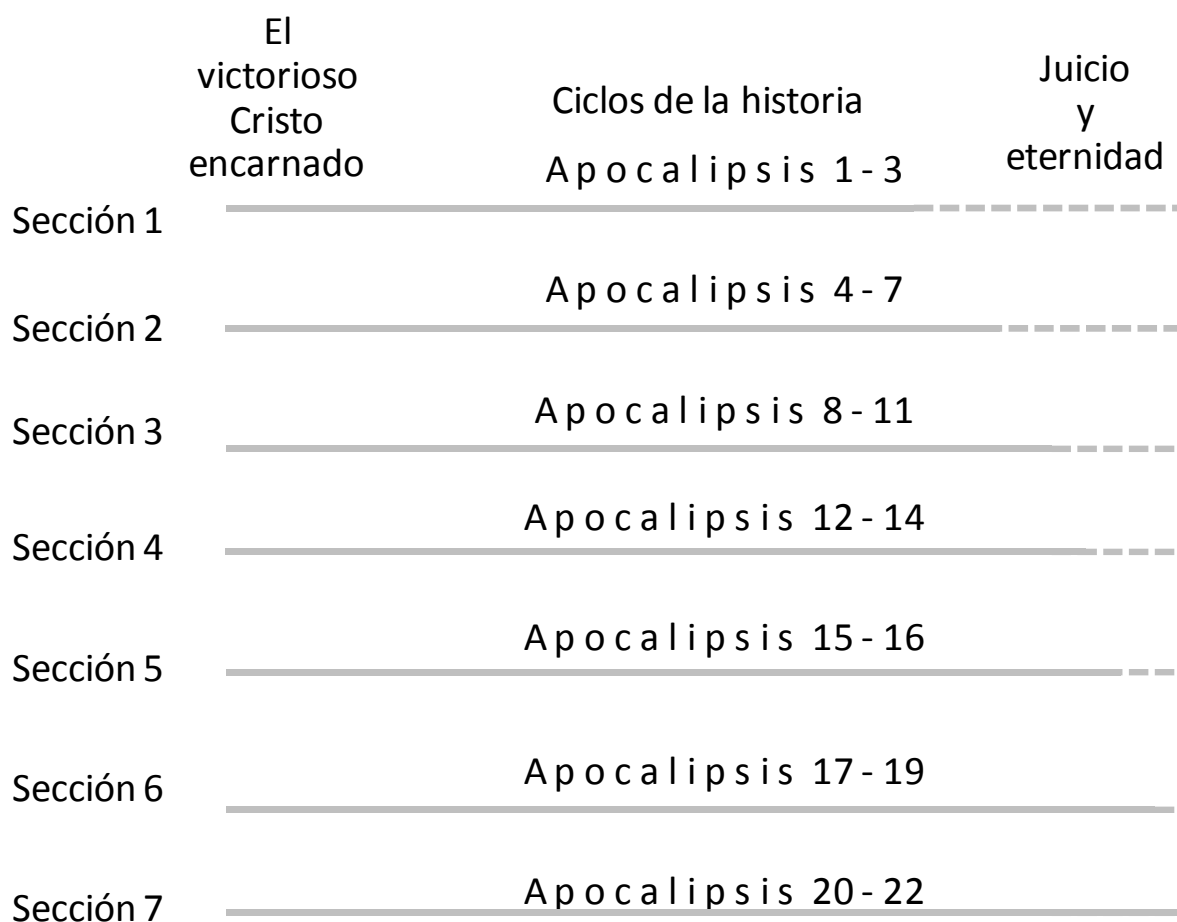 El
victorioso
Cristo
encarnado
Ciclos de la historia
Juicio
y
eternidad
Apocalipsis 1 - 3
Sección 1
Apocalipsis 4 - 7
Sección 2
Apocalipsis 8 - 11
Sección 3
Apocalipsis 12 - 14
Sección 4
Apocalipsis 15 - 16
Sección 5
Apocalipsis 17 - 19
Sección 6
Apocalipsis 20 - 22
Sección 7